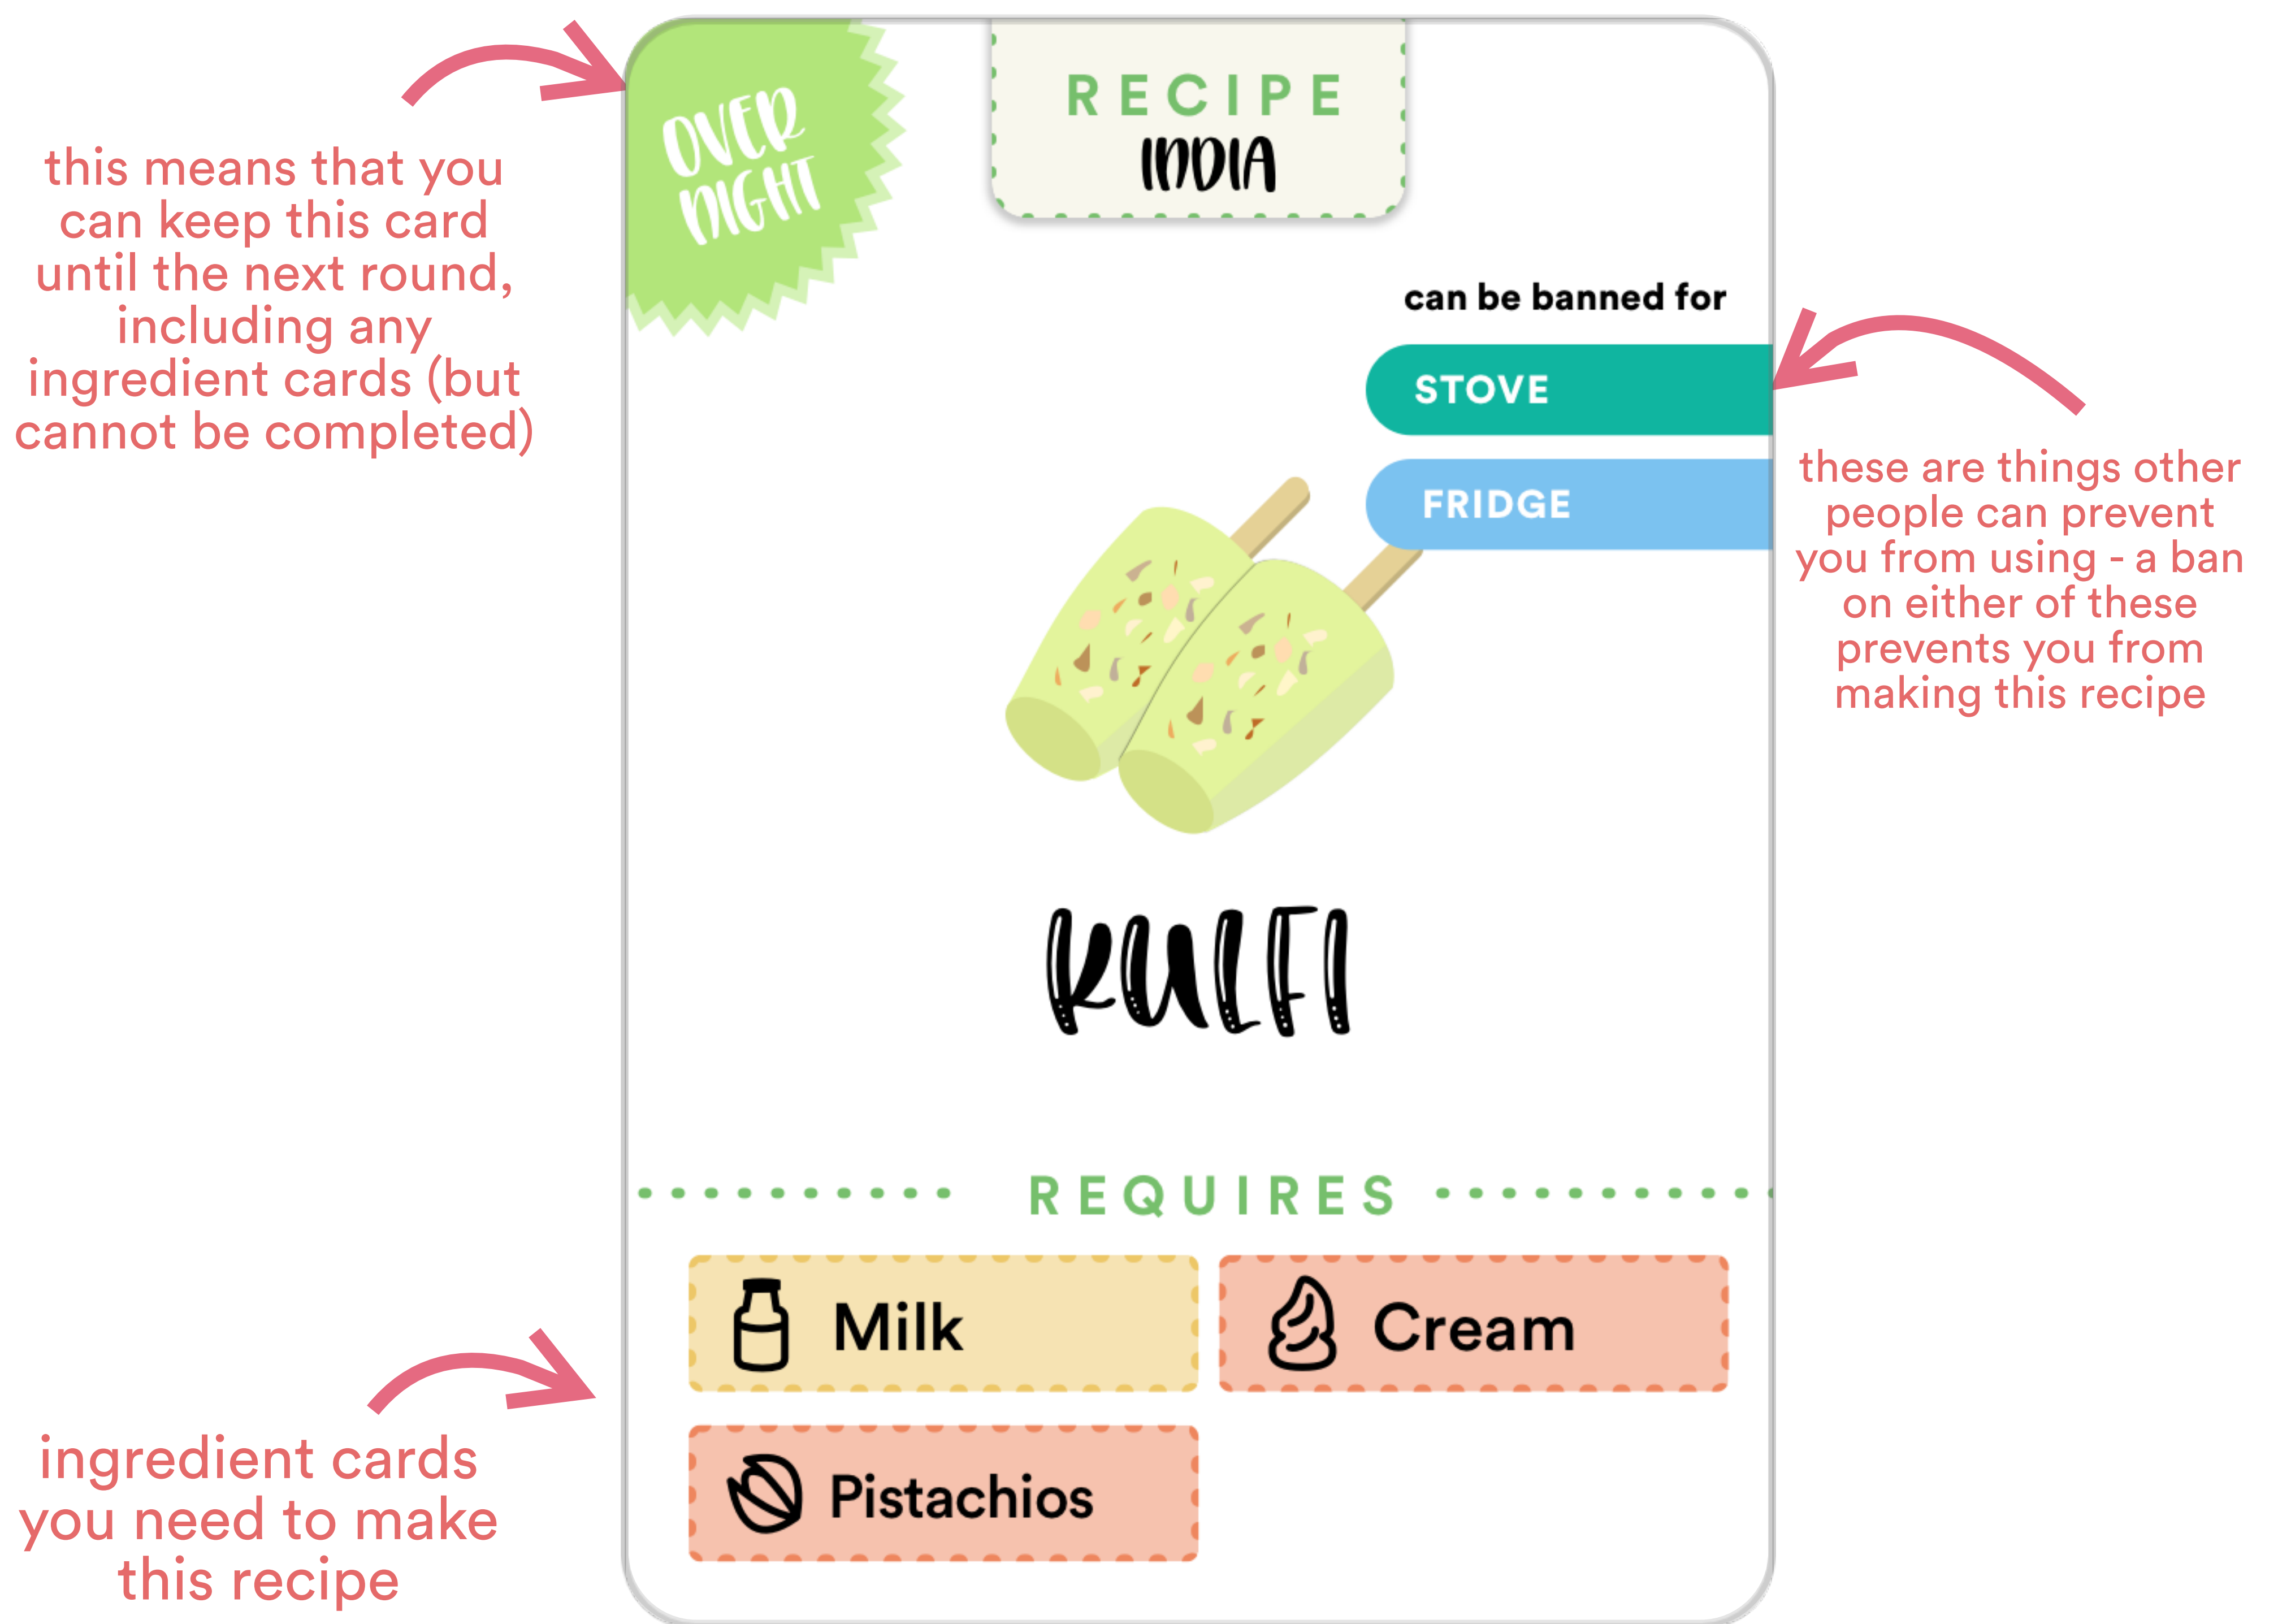 OVER
NIGHT
RECIPE
INDIA
this means that you
can keep this card
until the next round,
including any
ingredient cards (but
cannot be completed)
can be banned for
STOVE
FRIDGE
these are things other
people can prevent
you from using - a ban
on either of these
prevents you from
making this recipe
KULFI
REQUIRES
Milk
Cream
Pistachios
ingredient cards
you need to make
this recipe